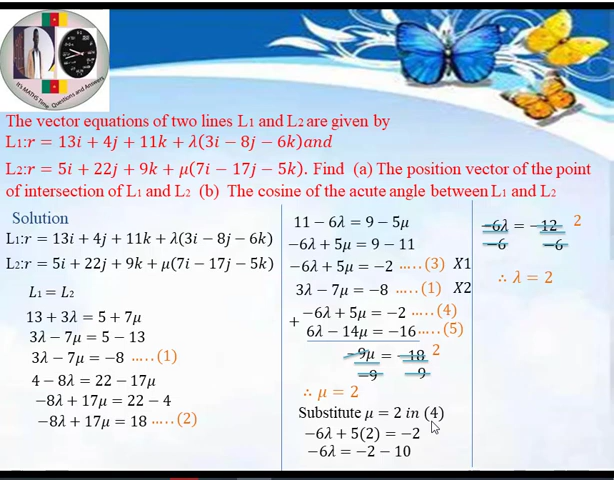 It's MATHS Time Questions and Answers
The vector equations of two lines L1 and L2 are given by
L1:r = 13i + 4j + 11k + λ(3i − 8j − 6k)and
L2:r = 5i + 22j + 9k + μ(7i − 17j − 5k). Find (a) The position vector of the point
of intersection of L1 and L2 (b) The cosine of the acute angle between L1 and L2
Solution
L1:r = 13i + 4j + 11k + λ(3i − 8j − 6k)
L2:r = 5i + 22j + 9k + μ(7i − 17j − 5k)
L1 = L2
13 + 3λ = 5 + 7μ
3λ − 7μ = 5 − 13
3λ − 7μ = −8 .....(1)
4 − 8λ = 22 − 17μ
−8λ + 17μ = 22 − 4
−8λ + 17μ = 18 .....(2)
11 − 6λ = 9 − 5μ
−6λ + 5μ = 9 − 11
−6λ + 5μ = −2 .....(3) X1
3λ − 7μ = −8 .....(1) X2
−6λ + 5μ = −2 .....(4)
+ 6λ − 14μ = −16.....(5)
−9μ = −18 2
−9 −9
∴ μ = 2
Substitute μ = 2 in (4)
−6λ + 5(2) = −2
−6λ = −2 − 10
−6λ = −12 2
−6 −6
∴ λ = 2